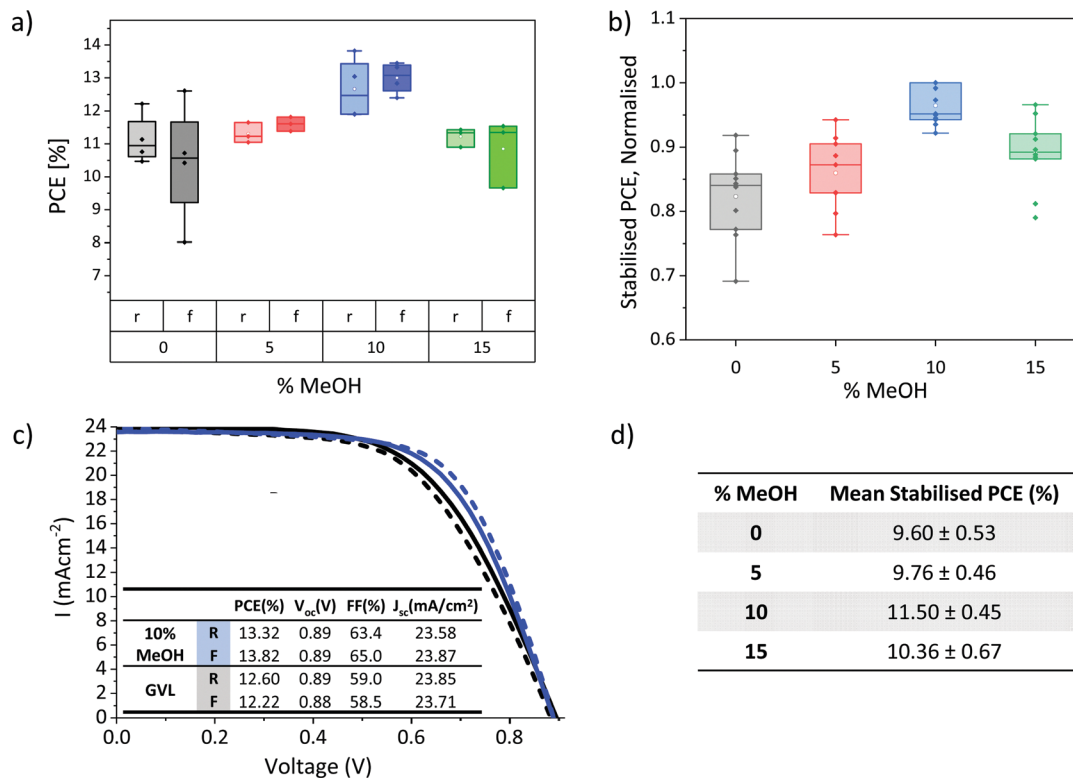 a)
PCE [%]
14
13
12
11
10
9
8
7
r f r f r f r f
0 5 10 15
% MeOH
b)
Stabilised PCE, Normalised
1.1
1.0
0.9
0.8
0.7
0.6
0 5 10 15
% MeOH
c)
I (mAcm-2)
24
22
20
18
16
14
12
10
8
6
4
2
0
PCE(%) Voc(V) FF(%) Jsc(mA/cm2)
10% R 13.32 0.89 63.4 23.58
MeOH F 13.82 0.89 65.0 23.87
GVL R 12.60 0.89 59.0 23.85
F 12.22 0.88 58.5 23.71
0.0 0.2 0.4 0.6 0.8
Voltage (V)
d)
% MeOH Mean Stabilised PCE (%)
0 9.60 ± 0.53
5 9.76 ± 0.46
10 11.50 ± 0.45
15 10.36 ± 0.67